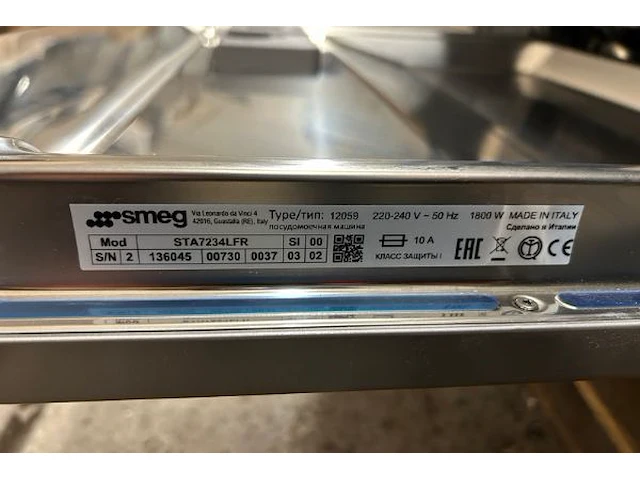 smeg Via Leonardo da Vinci 4 Type/тип: 12059 220-240 V ~ 50 Hz 1800 W MADE IN ITALY
42016, Guastalla (RE), Italy посудомоечная машина Сделано в Италии
Mod STA7234LFR SI 00 10 A EAC CE
S/N 2 136045 00730 0037 03 02 КЛАСС ЗАЩИТЫ I